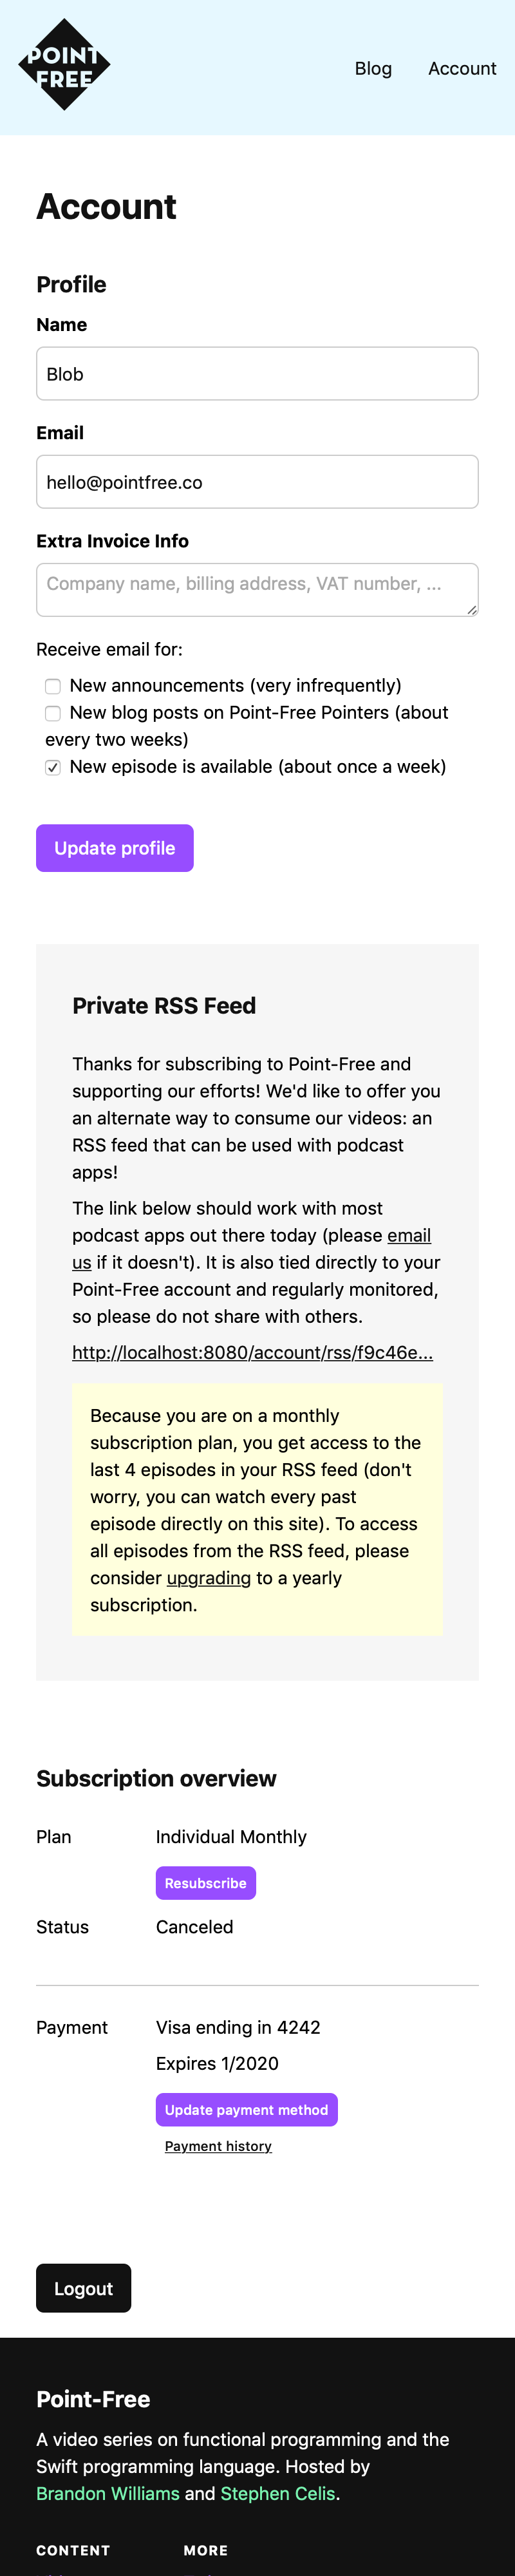 POINT
FREE
Blog
Account
Account
Profile
Name
Blob
Email
hello@pointfree.co
Extra Invoice Info
Company name, billing address, VAT number, ...
Receive email for:
New announcements (very infrequently)
New blog posts on Point-Free Pointers (about
every two weeks)
New episode is available (about once a week)
Update profile
Private RSS Feed
Thanks for subscribing to Point-Free and
supporting our efforts! We'd like to offer you
an alternate way to consume our videos: an
RSS feed that can be used with podcast
apps!
The link below should work with most
podcast apps out there today (please email
us if it doesn't). It is also tied directly to your
Point-Free account and regularly monitored,
so please do not share with others.
http://localhost:8080/account/rss/f9c46e...
Because you are on a monthly
subscription plan, you get access to the
last 4 episodes in your RSS feed (don't
worry, you can watch every past
episode directly on this site). To access
all episodes from the RSS feed, please
consider upgrading to a yearly
subscription.
Subscription overview
Plan
Individual Monthly
Resubscribe
Status
Canceled
Payment
Visa ending in 4242
Expires 1/2020
Update payment method
Payment history
Logout
Point-Free
A video series on functional programming and the
Swift programming language. Hosted by
Brandon Williams and Stephen Celis.
CONTENT
MORE